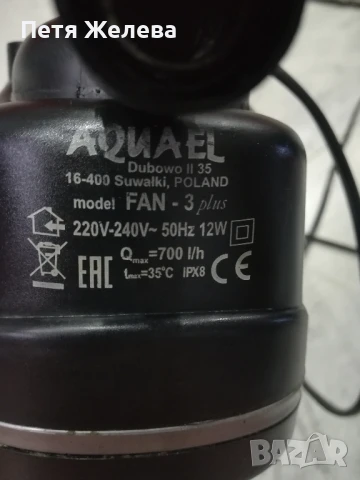 Петя Желева
AQUAEL
Dubowo II 35
16-400 Suwałki, POLAND
model FAN - 3 plus
220V-240V~ 50Hz 12W
Qmax=700 l/h
EAC tmax=35°C IPX8 CE
BAZAR